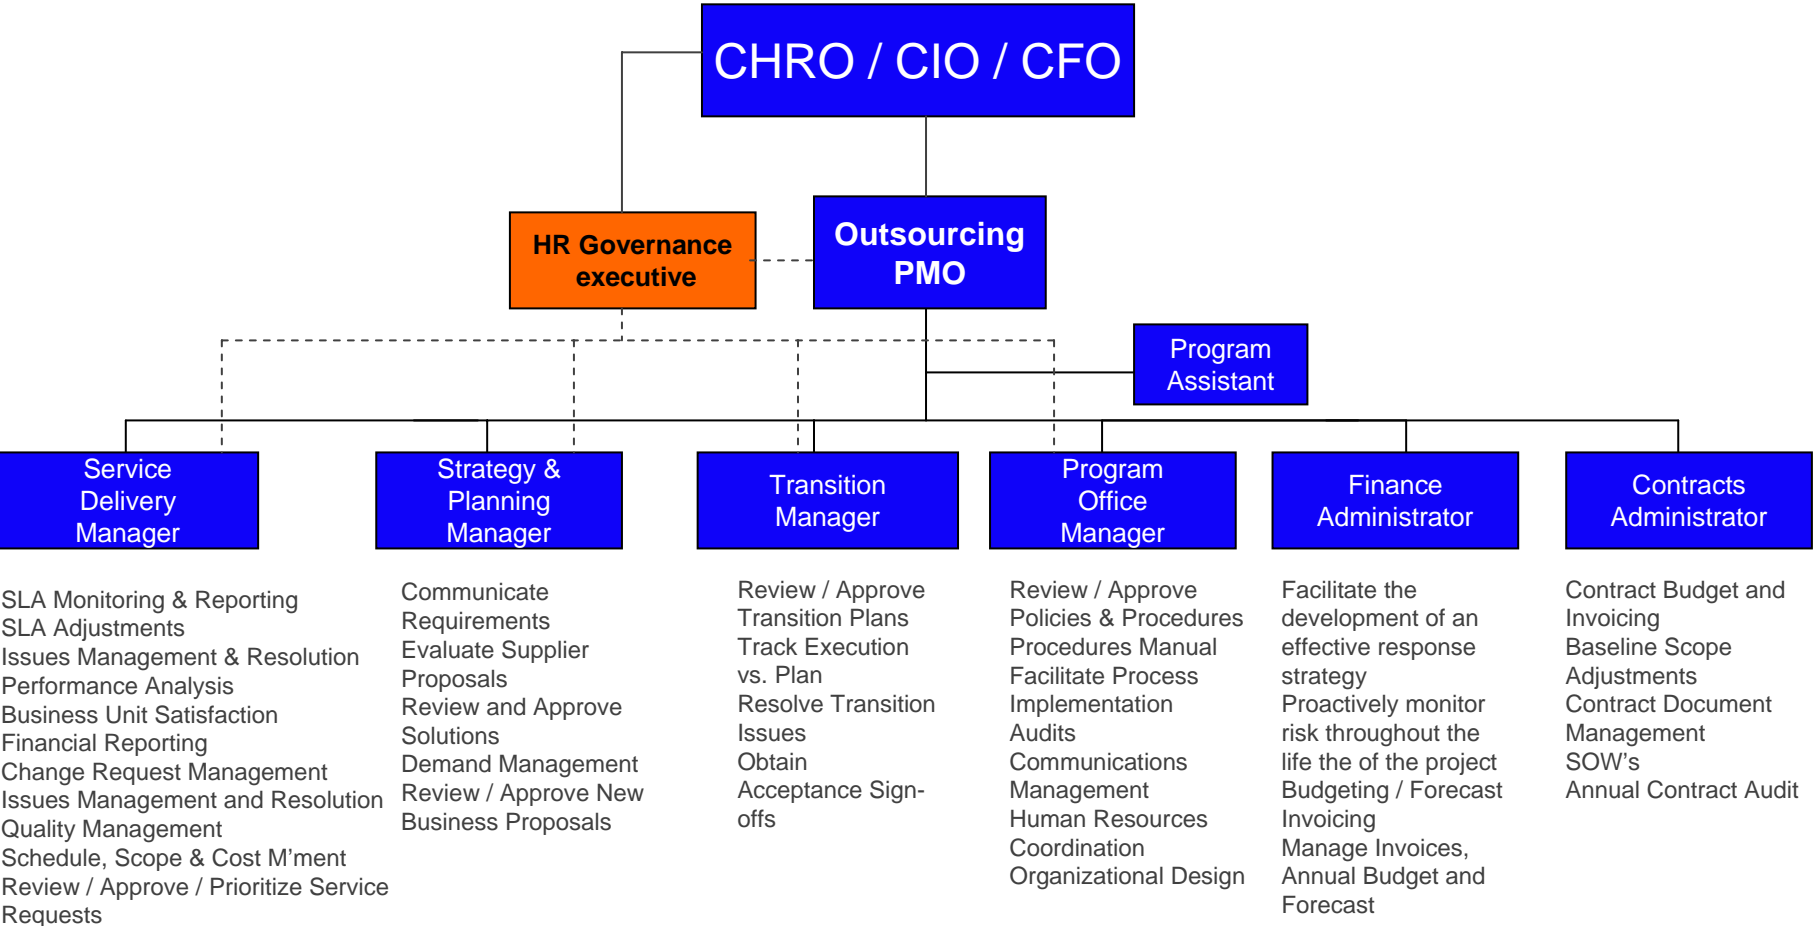 CHRO / CIO / CFO
HR Governance
executive
Outsourcing
PMO
Program
Assistant
Service
Delivery
Manager
Strategy &
Planning
Manager
Transition
Manager
Program
Office
Manager
Finance
Administrator
Contracts
Administrator
SLA Monitoring & Reporting
SLA Adjustments
Issues Management & Resolution
Performance Analysis
Business Unit Satisfaction
Financial Reporting
Change Request Management
Issues Management and Resolution
Quality Management
Schedule, Scope & Cost M’ment
Review / Approve / Prioritize Service
Requests
Communicate
Requirements
Evaluate Supplier
Proposals
Review and Approve
Solutions
Demand Management
Review / Approve New
Business Proposals
Review / Approve
Transition Plans
Track Execution
vs. Plan
Resolve Transition
Issues
Obtain
Acceptance Sign-
offs
Review / Approve
Policies & Procedures
Procedures Manual
Facilitate Process
Implementation
Audits
Communications
Management
Human Resources
Coordination
Organizational Design
Facilitate the
development of an
effective response
strategy
Proactively monitor
risk throughout the
life the of the project
Budgeting / Forecast
Invoicing
Manage Invoices,
Annual Budget and
Forecast
Contract Budget and
Invoicing
Baseline Scope
Adjustments
Contract Document
Management
SOW’s
Annual Contract Audit